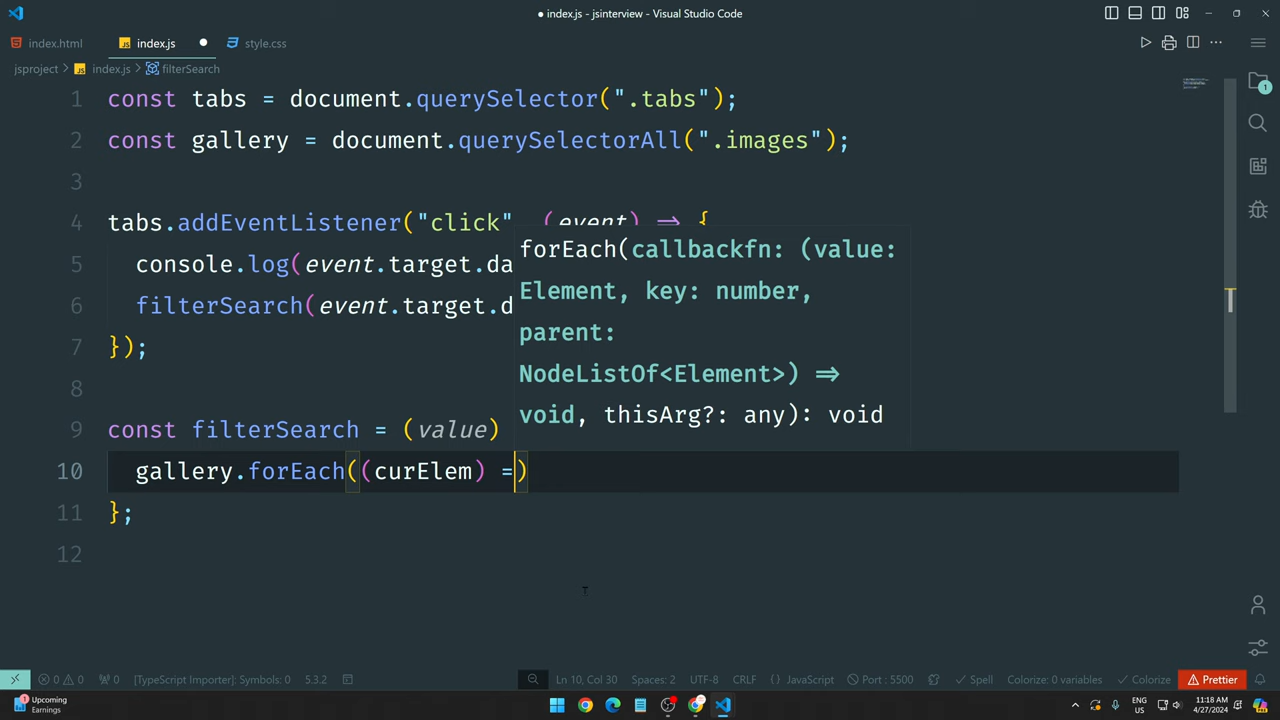 index.js - jsinterview - Visual Studio Code
index.html
index.js
style.css
jsproject > index.js > filterSearch
1 const tabs = document.querySelector(".tabs");
2 const gallery = document.querySelectorAll(".images");
3
4 tabs.addEventListener("click", (event) => {
5 console.log(event.target.da
6 filterSearch(event.target.d
7 });
8
9 const filterSearch = (value)
10 gallery.forEach((curElem) =)
11 };
12
forEach(callbackfn: (value:
Element, key: number,
parent:
NodeListOf<Element>) =>
void, thisArg?: any): void
1
0 0 0 [TypeScript Importer]: Symbols: 0 5.3.2 Ln 10, Col 30 Spaces: 2 UTF-8 CRLF {} JavaScript Port : 5500 Spell Colorize: 0 variables Colorize Prettier
Upcoming
Earnings
ENG
US
11:18 AM
4/27/2024